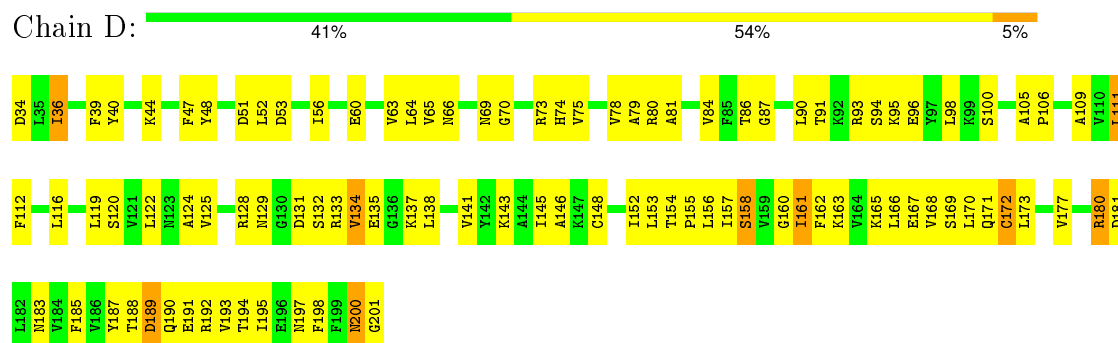 Chain D:
41% 54% 5%
D34 L35 I36 F39 Y40 K44 F47 Y48 D51 L52 D53 I56 E60 V63 L64 V65 N66 N69 G70 R73 H74 V75 V78 A79 R80 A81 V84 F85 T86 G87 L90 T91 K92 R93 S94 K95 E96 Y97 L98 K99 S100 A105 P106 A109 V110 L111
F112 L116 L119 S120 V121 L122 N123 A124 V125 R128 N129 G130 D131 S132 R133 V134 E135 G136 K137 L138 V141 Y142 K143 A144 I145 A146 K147 C148 I152 L153 T154 P155 L156 I157 S158 V159 G160 I161 F162 K163 V164 K165 L166 E167 V168 S169 L170 Q171 C172 L173 V177 R180 D181
L182 N183 V184 F185 V186 Y187 T188 D189 Q190 E191 R192 V193 T194 I195 E196 N197 F198 F199 N200 G201